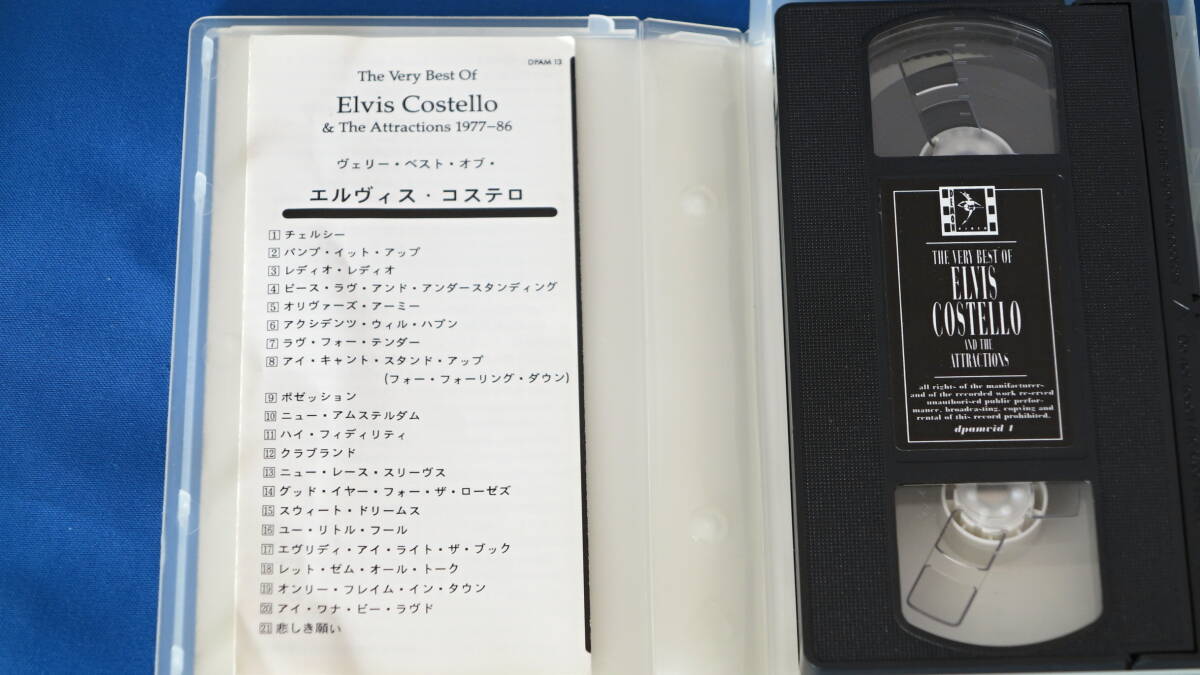 DPAM 13
The Very Best Of
Elvis Costello
& The Attractions 1977–86
ヴェリー・ベスト・オブ・
エルヴィス・コステロ
1 チェルシー
2 パンプ・イット・アップ
3 レディオ・レディオ
4 ピース・ラヴ・アンド・アンダースタンディング
5 オリヴァーズ・アーミー
6 アクシデンツ・ウィル・ハプン
7 ラヴ・フォー・テンダー
8 アイ・キャント・スタンド・アップ
(フォー・フォーリング・ダウン)
9 ポゼッション
10 ニュー・アムステルダム
11 ハイ・フィディリティ
12 クラブランド
13 ニュー・レース・スリーヴス
14 グッド・イヤー・フォー・ザ・ローゼズ
15 スウィート・ドリームス
16 ユー・リトル・フール
17 エヴリディ・アイ・ライト・ザ・ブック
18 レット・ゼム・オール・トーク
19 オンリー・フレイム・イン・タウン
20 アイ・ワナ・ビー・ラヴド
21 悲しき願い
THE VERY BEST OF
ELVIS
COSTELLO
AND THE
ATTRACTIONS
all rights of the manifacturers
and of the recorded work reserved
unauthorised public perfor-
mance, broadcasting, copying and
rental of this record prohibited.
dpamvid 1